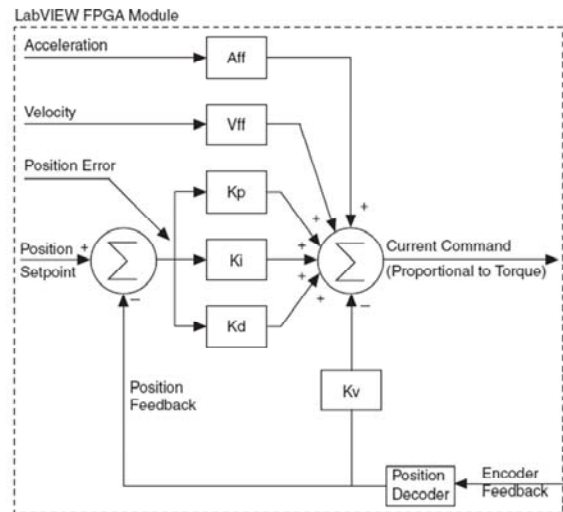 LabVIEW FPGA Module
Acceleration
Aff
+
Velocity
Vff
+
Position Error
Kp
+
Position
Setpoint
+
−
∑
Ki
+
∑
Current Command
(Proportional to Torque)
Kd
+
−
Position
Feedback
Kv
Position
Decoder
Encoder
Feedback